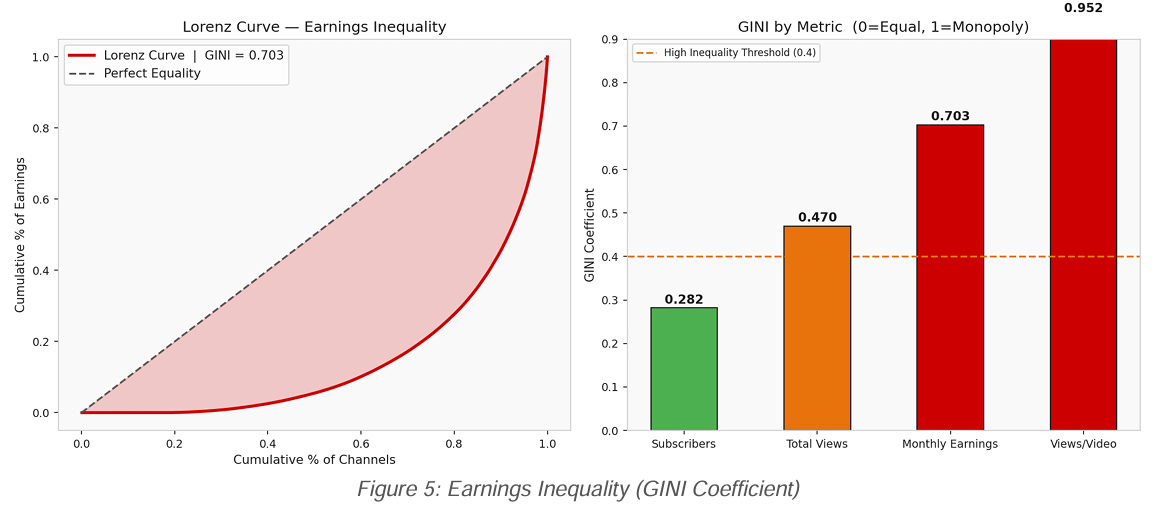 Lorenz Curve — Earnings Inequality
Lorenz Curve | GINI = 0.703
Perfect Equality
Cumulative % of Earnings
1.0
0.8
0.6
0.4
0.2
0.0
0.0 0.2 0.4 0.6 0.8 1.0
Cumulative % of Channels
GINI by Metric (0=Equal, 1=Monopoly)
High Inequality Threshold (0.4)
GINI Coefficient
0.9
0.8
0.7
0.6
0.5
0.4
0.3
0.2
0.1
0.0
0.282
0.470
0.703
0.952
Subscribers Total Views Monthly Earnings Views/Video
Figure 5: Earnings Inequality (GINI Coefficient)